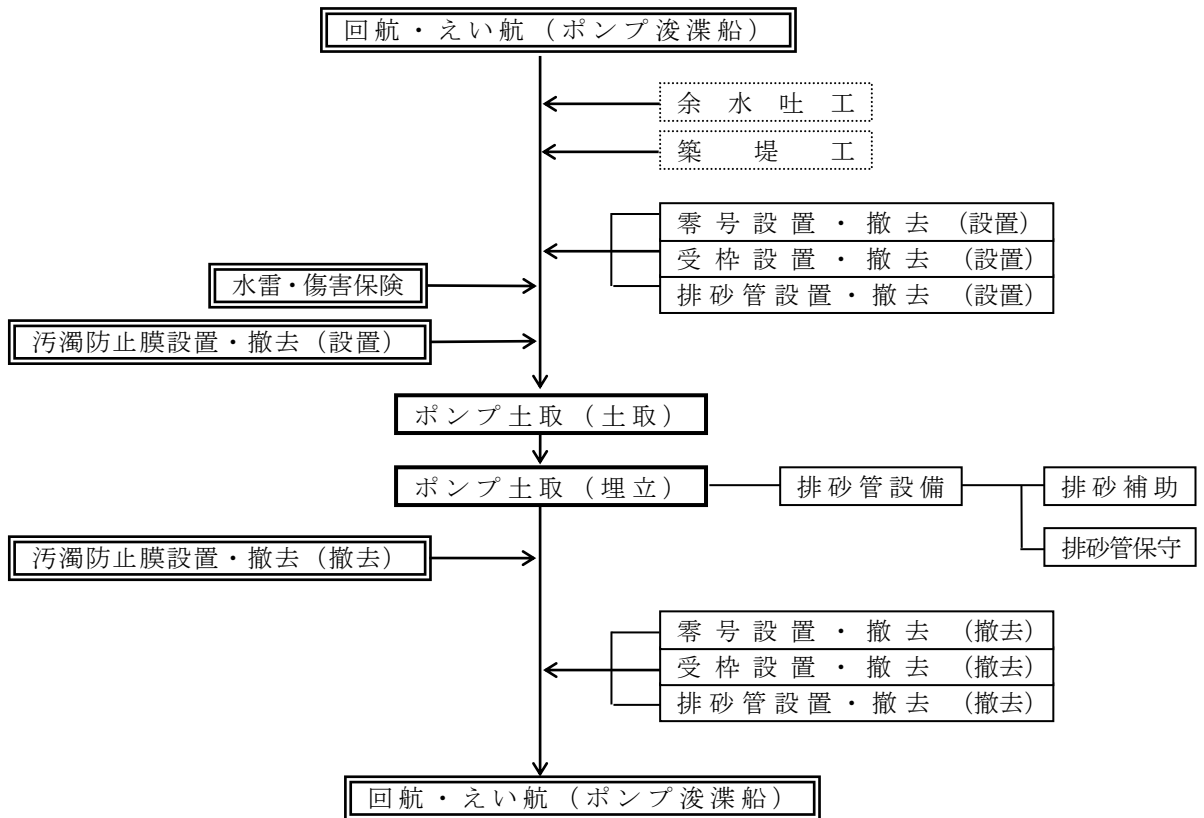 回航・えい航（ポンプ浚渫船）
余水吐工
築堤工
零号設置・撤去（設置）
受枠設置・撤去（設置）
水雷・傷害保険
排砂管設置・撤去（設置）
汚濁防止膜設置・撤去（設置）
ポンプ土取（土取）
ポンプ土取（埋立）
排砂管設備
排砂補助
排砂管保守
汚濁防止膜設置・撤去（撤去）
零号設置・撤去（撤去）
受枠設置・撤去（撤去）
排砂管設置・撤去（撤去）
回航・えい航（ポンプ浚渫船）